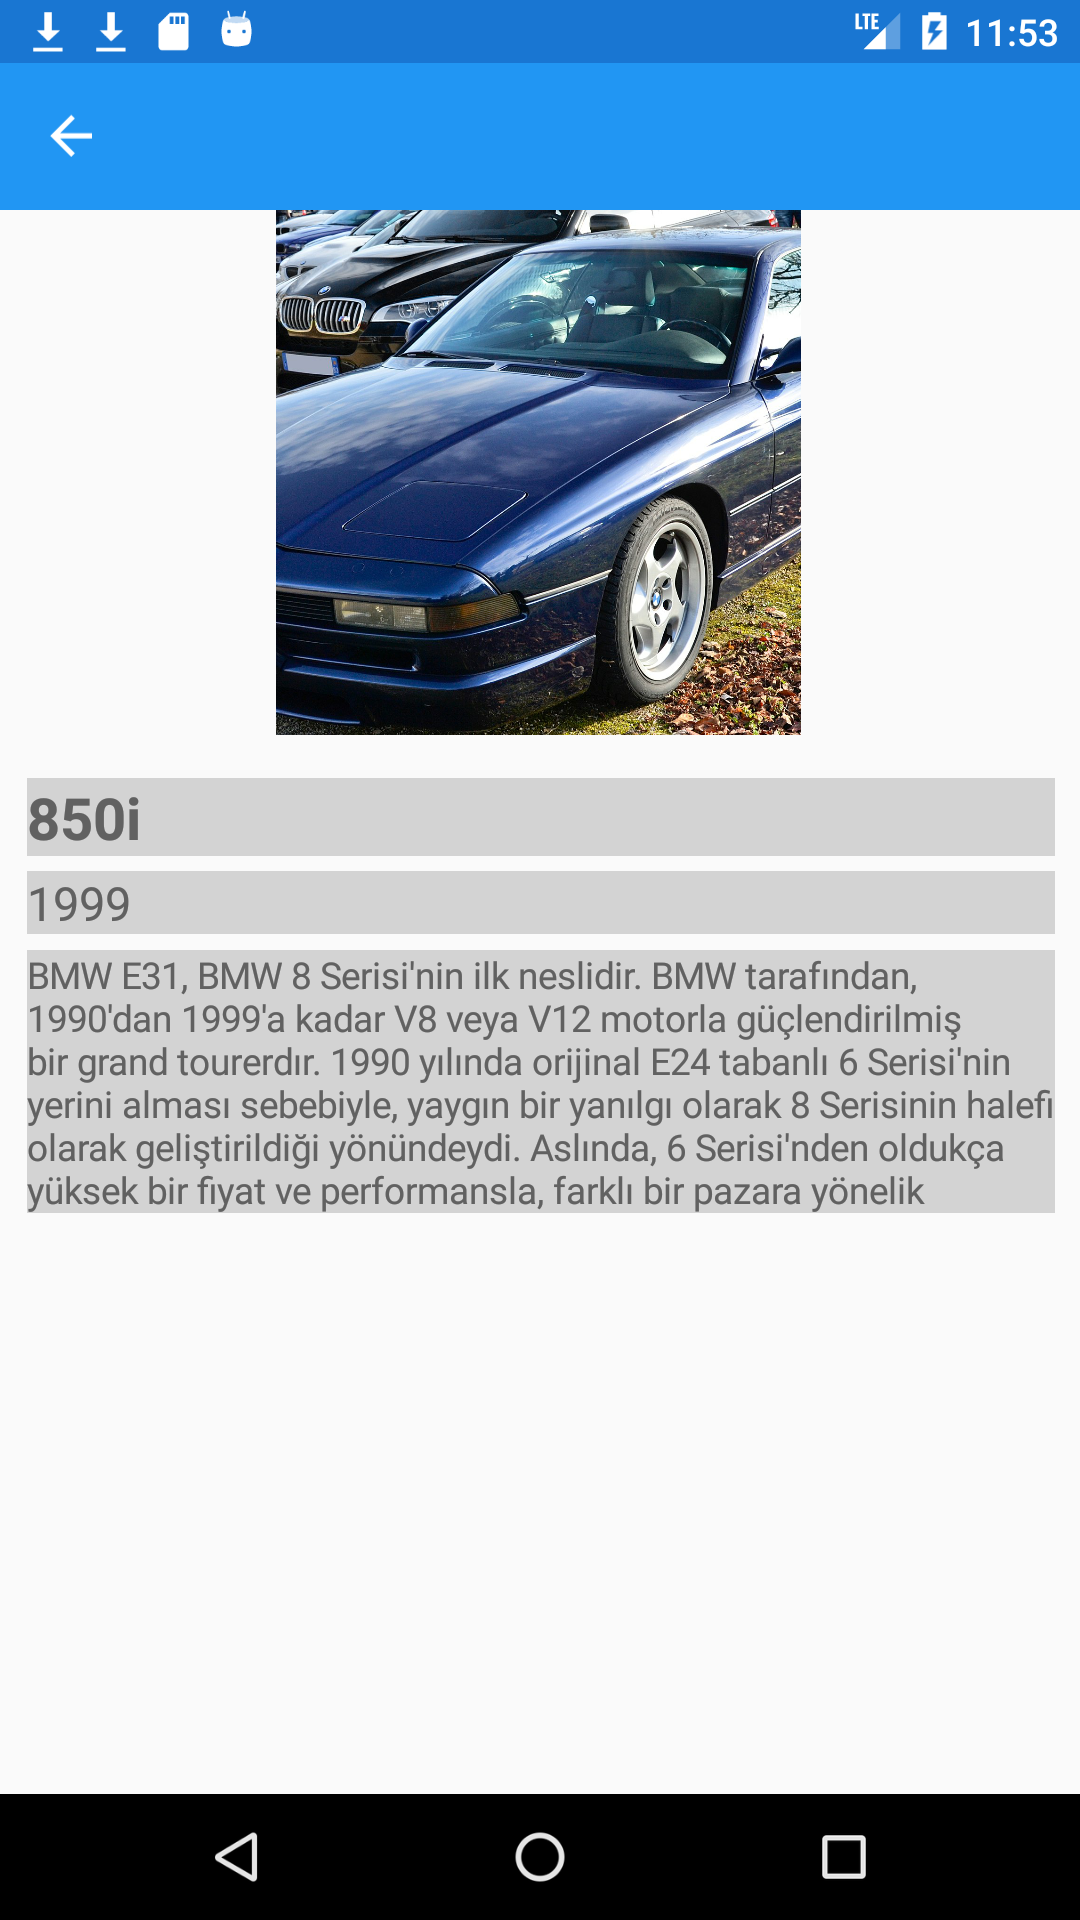 LTE 11:53
850i
1999
BMW E31, BMW 8 Serisi'nin ilk neslidir. BMW tarafından,
1990'dan 1999'a kadar V8 veya V12 motorla güçlendirilmiş
bir grand tourerdır. 1990 yılında orijinal E24 tabanlı 6 Serisi'nin
yerini alması sebebiyle, yaygın bir yanılgı olarak 8 Serisinin halefi
olarak geliştirildiği yönündeydi. Aslında, 6 Serisi'nden oldukça
yüksek bir fiyat ve performansla, farklı bir pazara yönelik